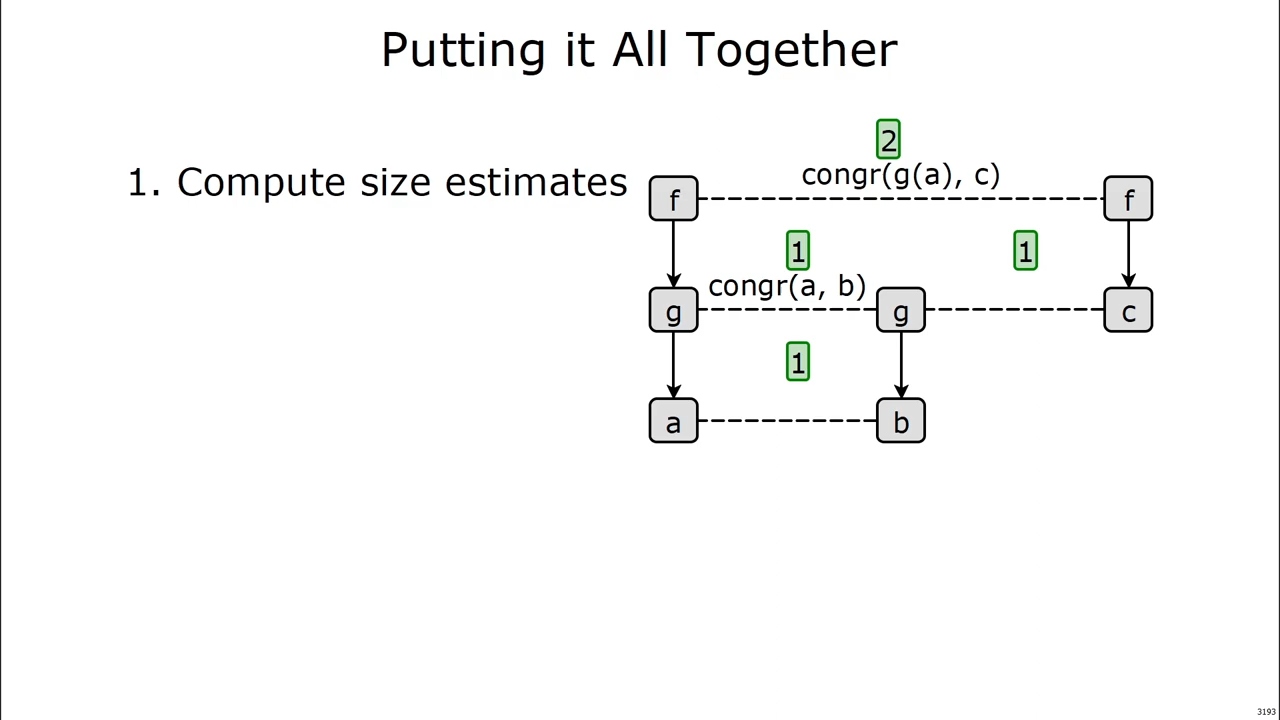 Putting it All Together
2
1. Compute size estimates
congr(g(a), c)
f
f
1
1
congr(a, b)
g
g
c
1
a
b
3193